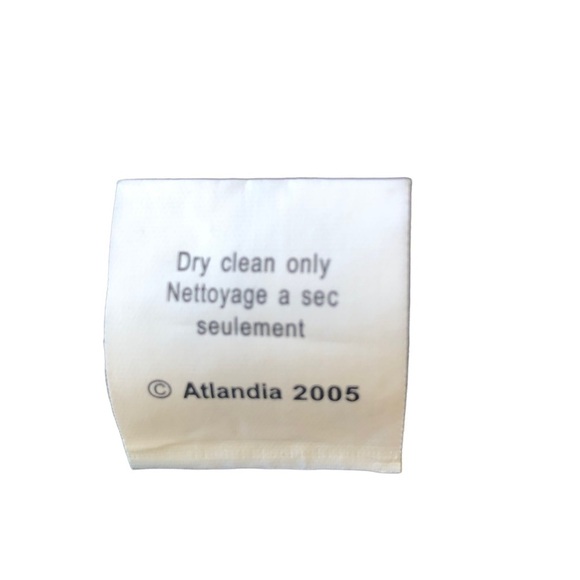 Dry clean only
Nettoyage a sec
seulement
© Atlandia 2005